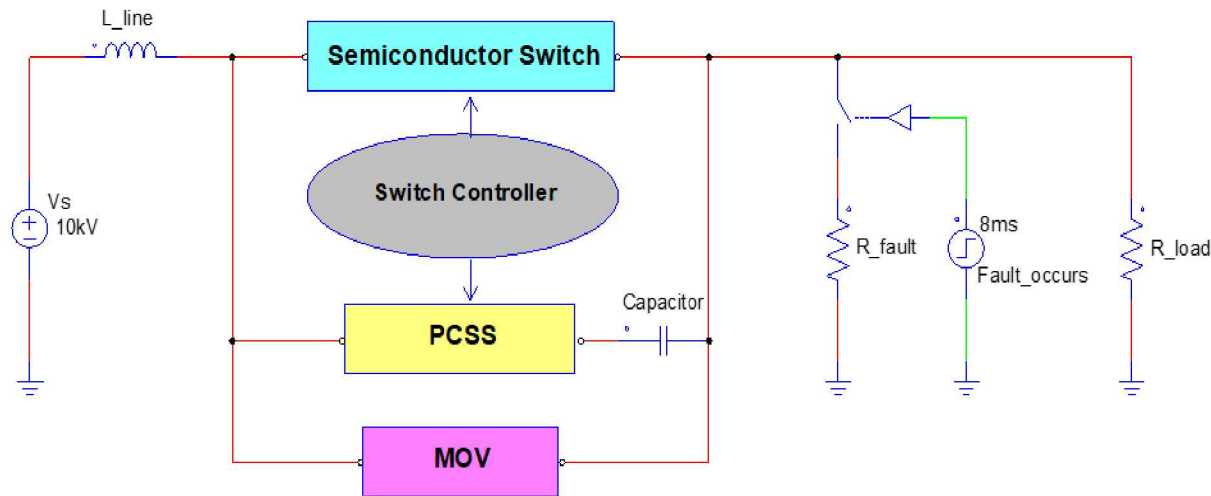 L_line
Semiconductor Switch
Switch Controller
Vs
10kV
8ms
R_fault
Fault_occurs
R_load
Capacitor
PCSS
MOV